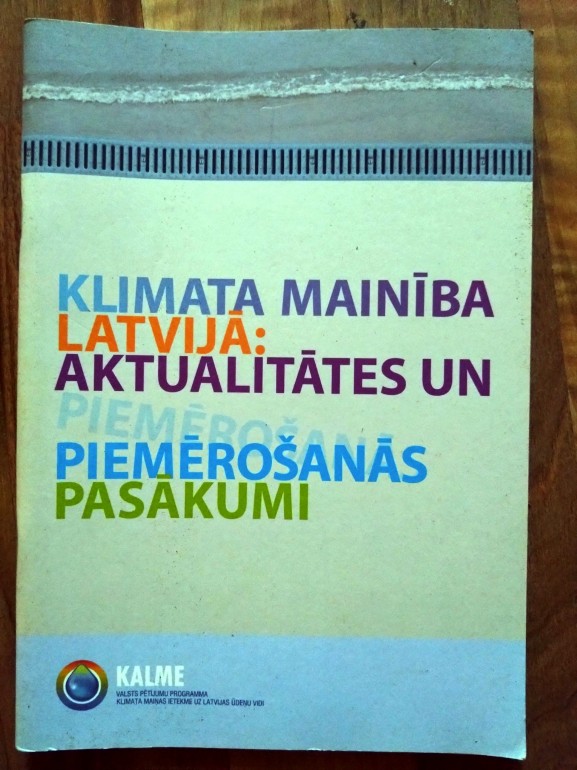 KLIMATA MAINĪBA
LATVIJĀ:
AKTUALITĀTES UN
PIEMĒROŠANĀS
PIEMĒROŠANĀS
PASĀKUMI
KALME
VALSTS PĒTĪJUMU PROGRAMMA
KLIMATA MAIŅAS IETEKME UZ LATVIJAS ŪDEŅU VIDI